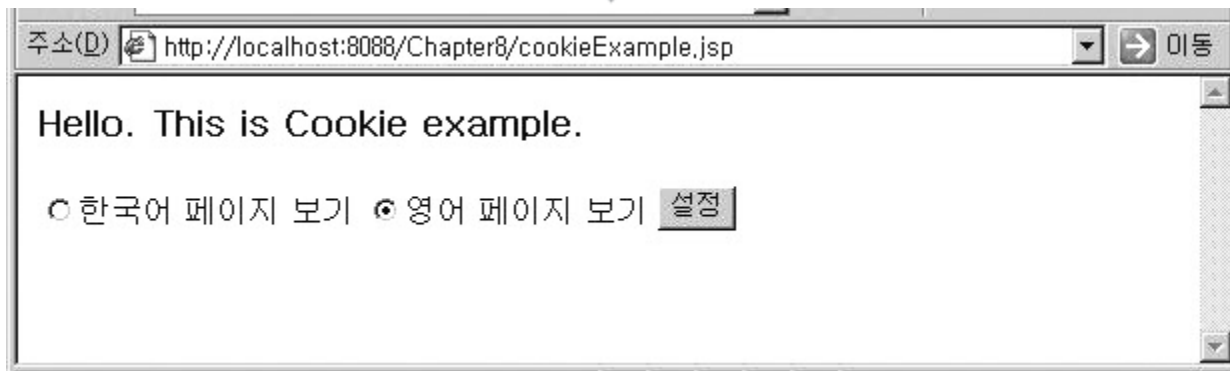 주소(D) http://localhost:8088/Chapter8/cookieExample.jsp 이동
Hello. This is Cookie example.
한국어 페이지 보기 영어 페이지 보기 설정